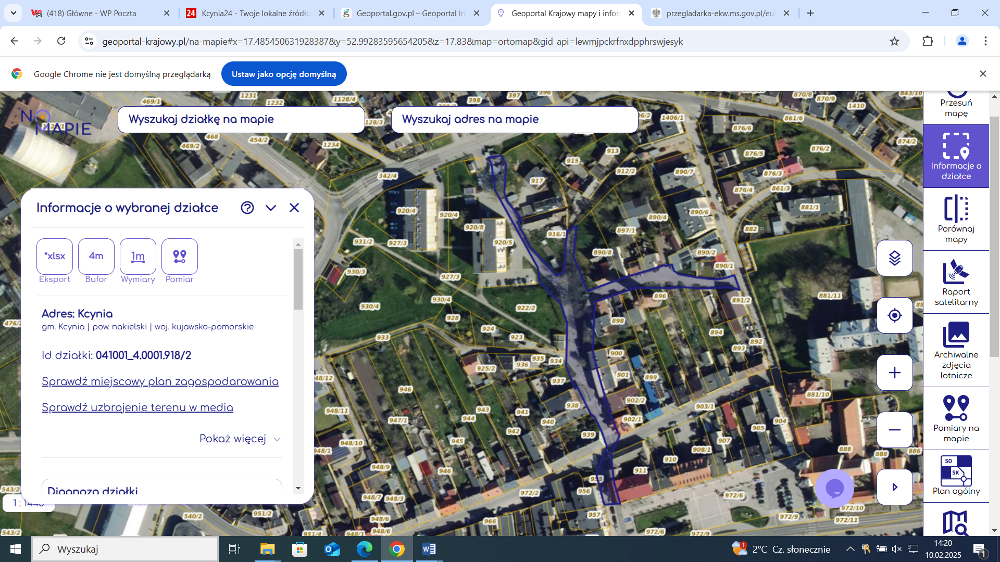 (418) Główne - WP Poczta
Kcynia24 - Twoje lokalne źródło
Geoportal.gov.pl – Geoportal In
Geoportal Krajowy mapy i infor
przegladarka-ekw.ms.gov.pl/eul
geoportal-krajowy.pl/na-mapie#x=17.485450631928387&y=52.99283595654205&z=17.83&map=ortomap&gid_api=lewmjpckrfnxdpphrswjesyk
Google Chrome nie jest domyślną przeglądarką
Ustaw jako opcję domyślną
NO MAPIE
Wyszukaj działkę na mapie
Wyszukaj adres na mapie
469/1
1231
1232
1128/4
398
397
396
870/8
870/9
1410
843/10
128/3
6/2
1406/1
861/6
876/6
874/2
468
469/2
454/2
1234
913
915
912/2
876/5
876/2
342/4
917
890/7
876/3
861/3
876/4
920/4
920/4
920/8
920/5
916/1
890/4
890/6
881/1
882
897/1
931/2
927/3
890/8
890/2
890/1
930/3
927/3
896
891/2
881/11
930/4
930/4
928
922/2
898
924
923
933
894
893
892
476/2
900
935
934
936
925/2
901
899
48/12
937
946
938
902/2
903/1
881/10
948/11
947/1
943
944
941
940
902/1
904
905
942
939
945
948/10
948/1
907
908/1
888
888
886
910
911
948/9
946
955
956
972/2
972/6
948/7
948/3
957
972/10
972/9
972/11
543/2
540/2
951/2
948/6
966
543/2
951/4
948/1
948/6
972/6
972/9
Informacje o wybranej działce
*xlsx
4m
1m
Eksport
Bufor
Wymiary
Pomiar
Adres: Kcynia
gm. Kcynia | pow. nakielski | woj. kujawsko-pomorskie
Id działki: 041001_4.0001.918/2
Sprawdź miejscowy plan zagospodarowania
Sprawdź uzbrojenie terenu w media
Pokaż więcej
Diagnoza działki
Przesuń
mapę
Informacje o
działce
Porównaj
mapy
Raport
satelitarny
Archiwalne
zdjęcia
lotnicze
Pomiary na
mapie
SO
SK
Plan ogólny
Wyszukaj
1
2°C Cz. słonecznie
14:20
10.02.2025
1